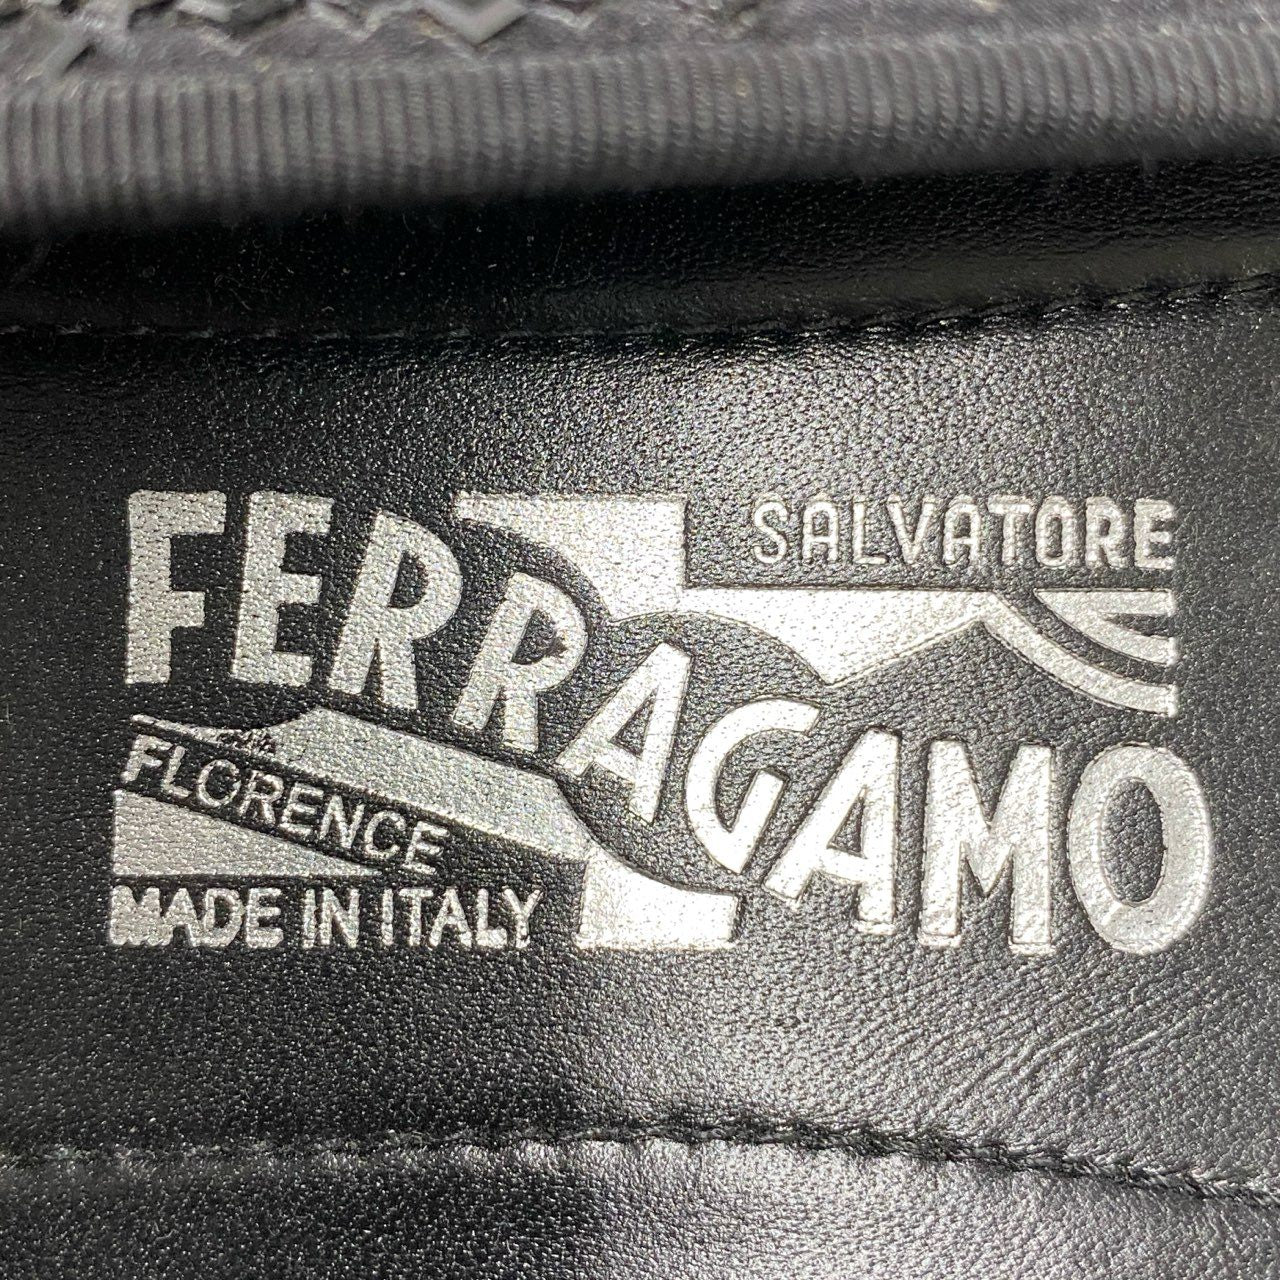 SALVATORE
FERRAGAMO
FLORENCE
MADE IN ITALY